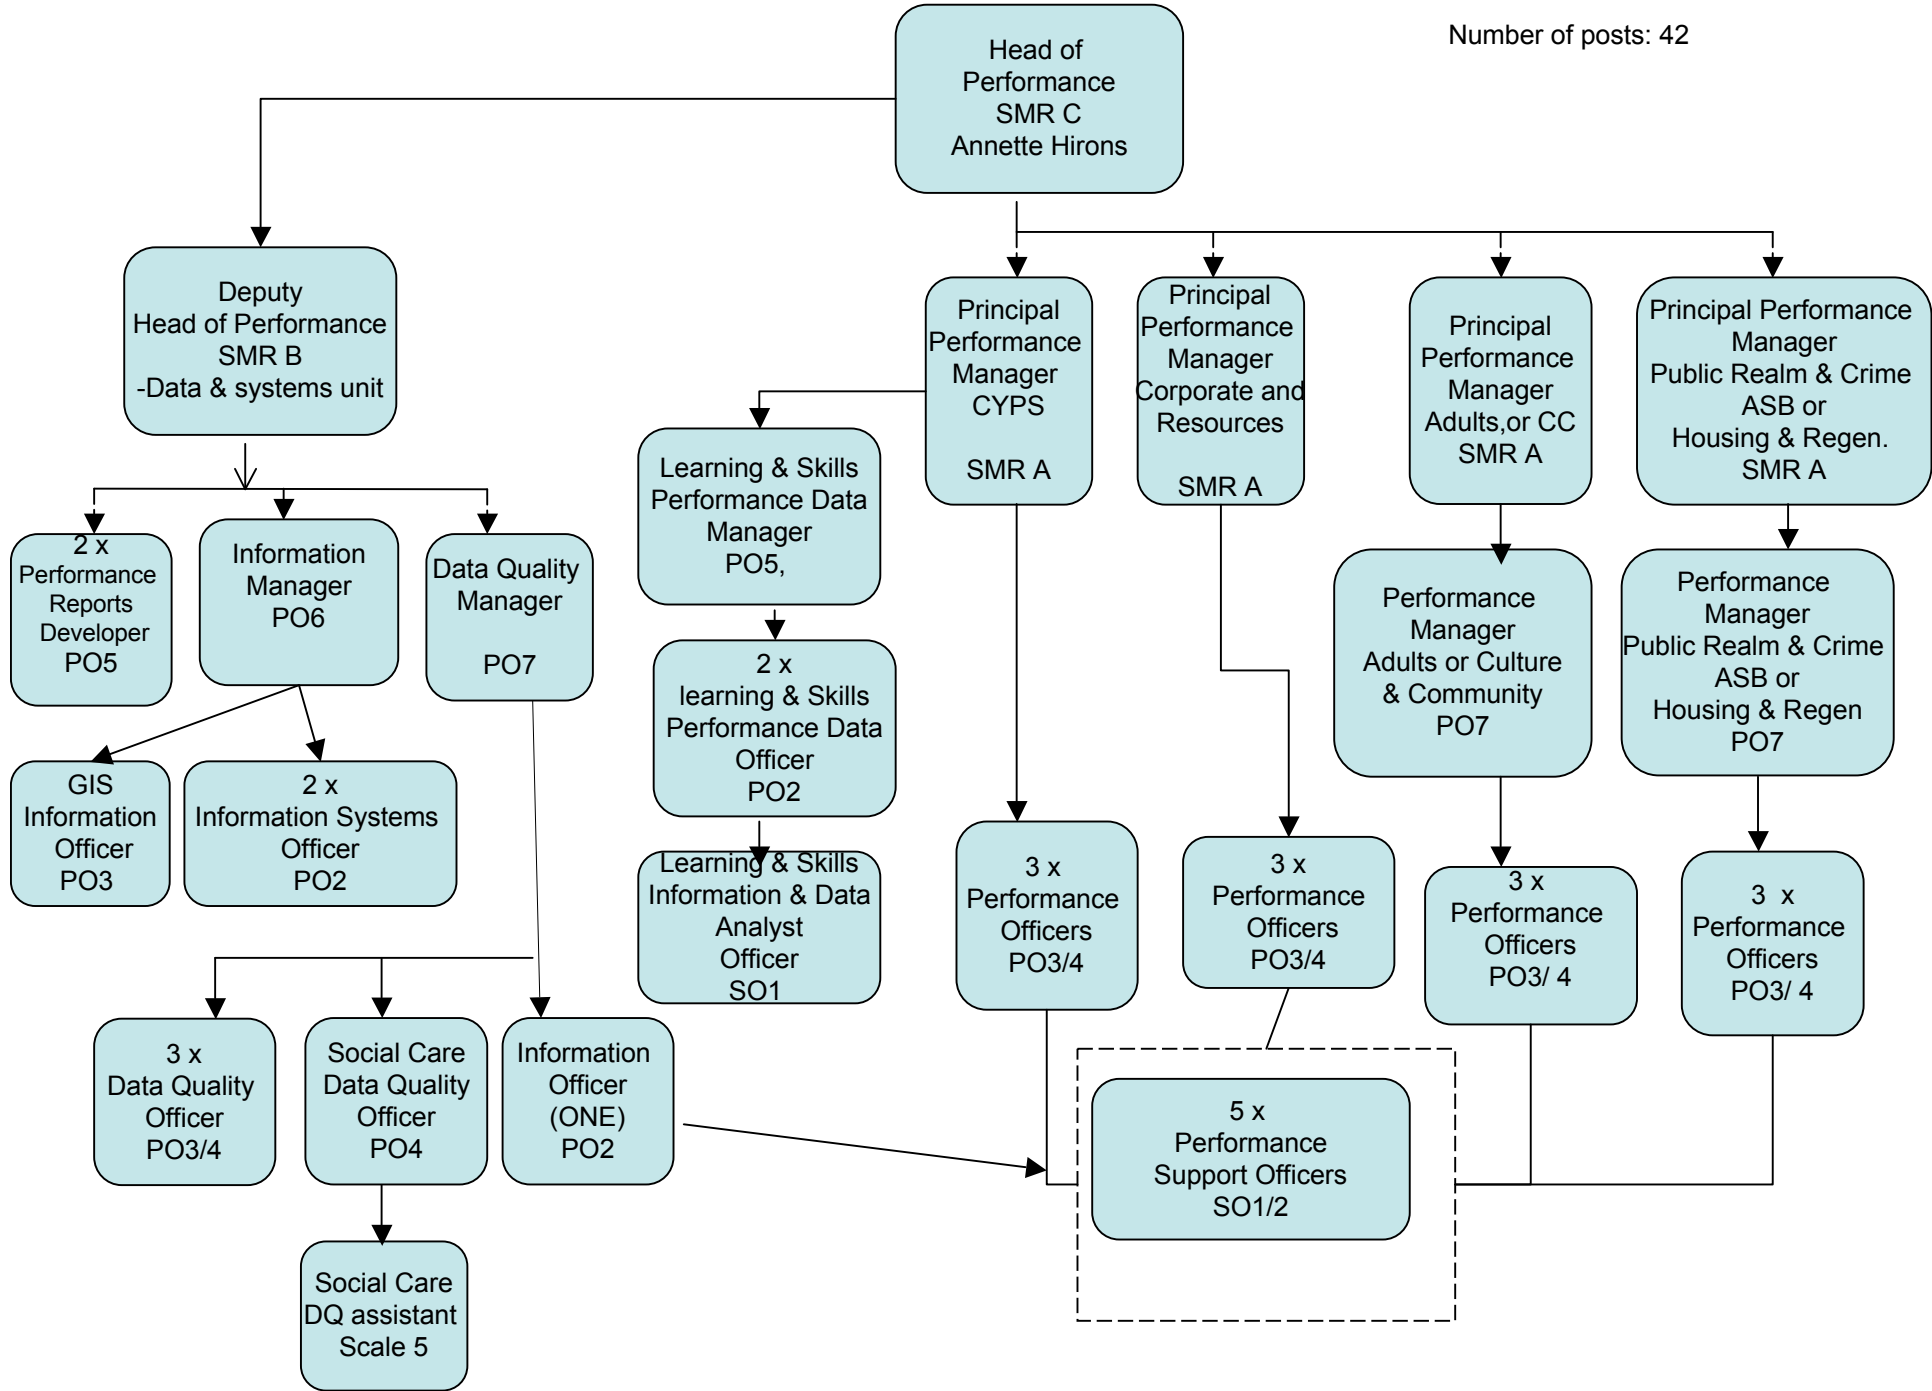 Number of posts: 42
Head of
Performance
SMR C
Annette Hirons
Deputy
Head of Performance
SMR B
-Data & systems unit
Principal
Performance
Manager
CYPS
SMR A
Principal
Performance
Manager
Corporate and
Resources
SMR A
Principal
Performance
Manager
Adults,or CC
SMR A
Principal Performance
Manager
Public Realm & Crime
ASB or
Housing & Regen.
SMR A
2 x
Performance
Reports
Developer
PO5
Information
Manager
PO6
Data Quality
Manager
PO7
Learning & Skills
Performance Data
Manager
PO5,
Performance
Manager
Adults or Culture
& Community
PO7
Performance
Manager
Public Realm & Crime
ASB or
Housing & Regen
PO7
GIS
Information
Officer
PO3
2 x
Information Systems
Officer
PO2
2 x
learning & Skills
Performance Data
Officer
PO2
Learning & Skills
Information & Data
Analyst
Officer
SO1
3 x
Performance
Officers
PO3/4
3 x
Performance
Officers
PO3/4
3 x
Performance
Officers
PO3/ 4
3 x
Performance
Officers
PO3/ 4
3 x
Data Quality
Officer
PO3/4
Social Care
Data Quality
Officer
PO4
Information
Officer
(ONE)
PO2
5 x
Performance
Support Officers
SO1/2
Social Care
DQ assistant
Scale 5